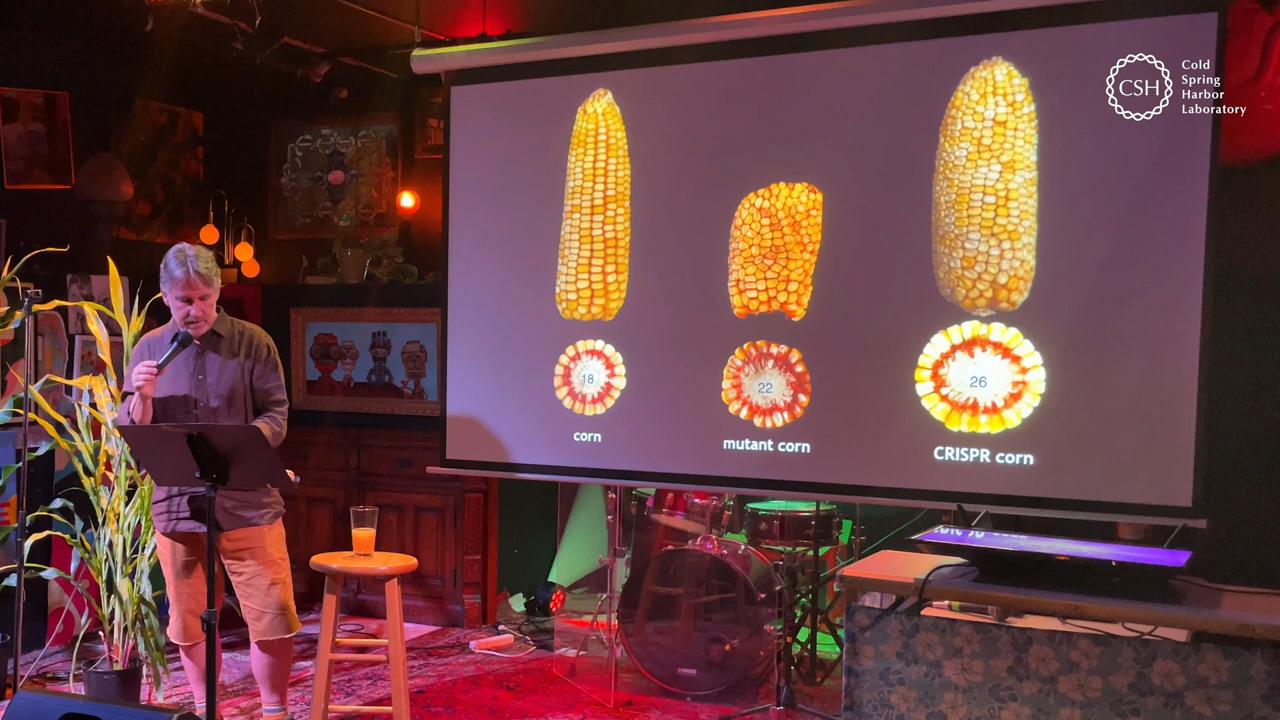 CSH
Cold
Spring
Harbor
Laboratory
18
22
26
corn
mutant corn
CRISPR corn